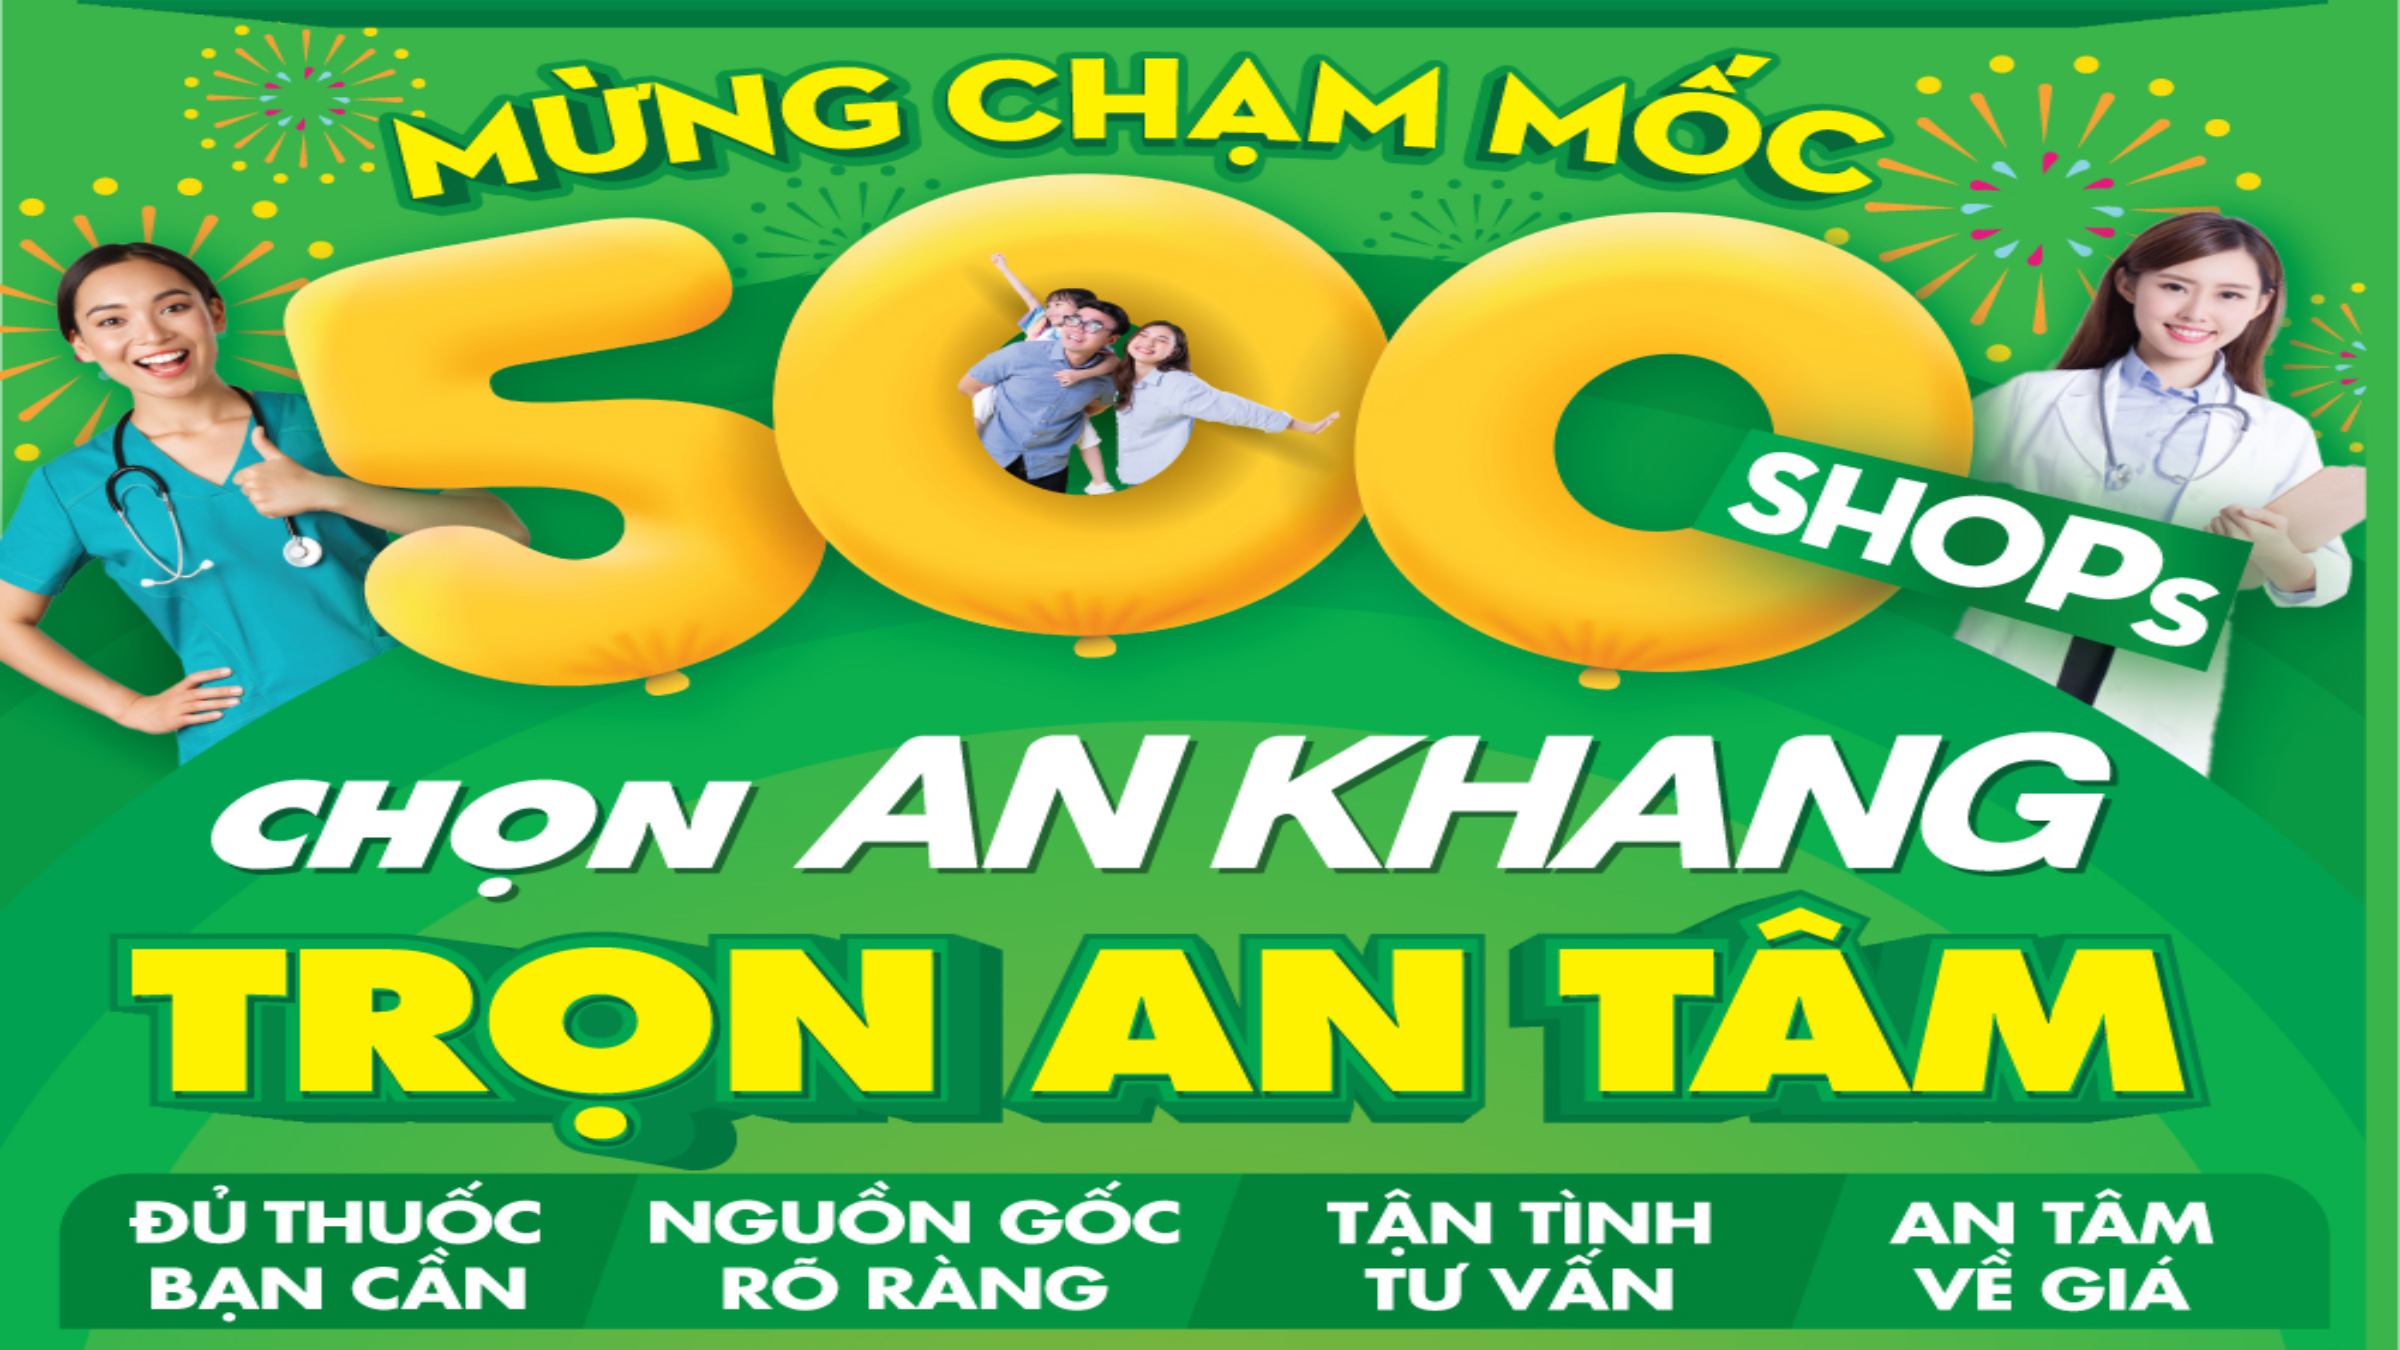 MỪNG CHẠM MỐC
500
SHOPs
CHỌN AN KHANG
TRỌN AN TÂM
ĐỦ THUỐC
BẠN CẦN
NGUỒN GỐC
RÕ RÀNG
TẬN TÌNH
TƯ VẤN
AN TÂM
VỀ GIÁ